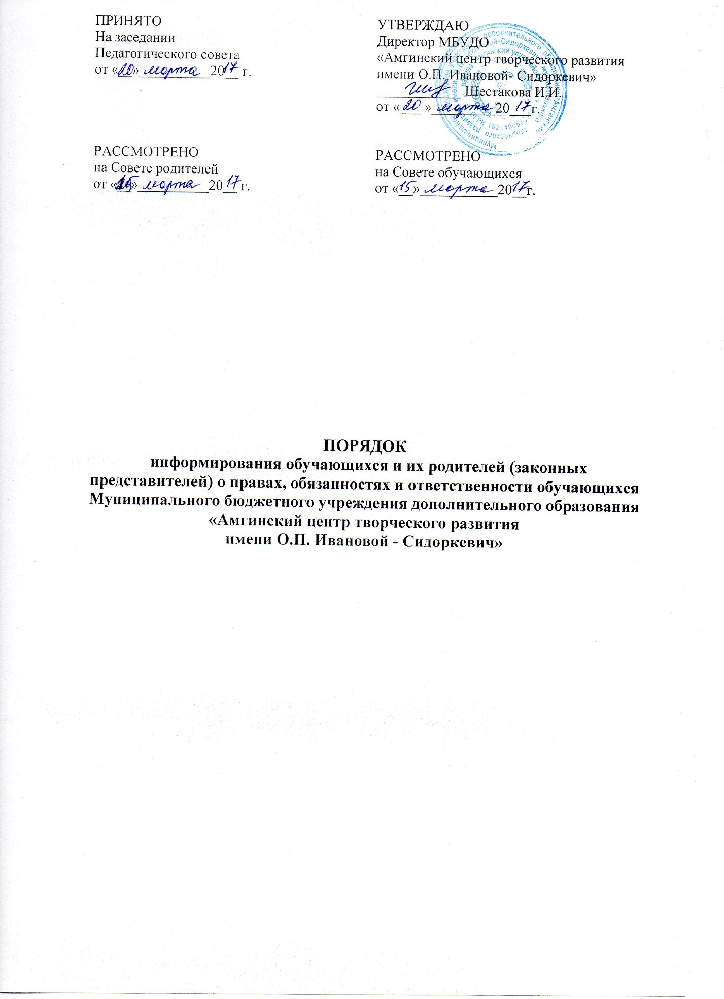 ПРИНЯТО
На заседании
Педагогического совета
от «20» марта 2017 г.
УТВЕРЖДАЮ
Директор МБУДО
«Амгинский центр творческого развития
имени О.П. Ивановой- Сидоркевич»
Шестакова И.И.
от «20 » марта 20 17 г.
РАССМОТРЕНО
на Совете родителей
от «15» марта 2017 г.
РАССМОТРЕНО
на Совете обучающихся
от «15» марта 2017г.
ПОРЯДОК
информирования обучающихся и их родителей (законных
представителей) о правах, обязанностях и ответственности обучающихся
Муниципального бюджетного учреждения дополнительного образования
«Амгинский центр творческого развития
имени О.П. Ивановой - Сидоркевич»